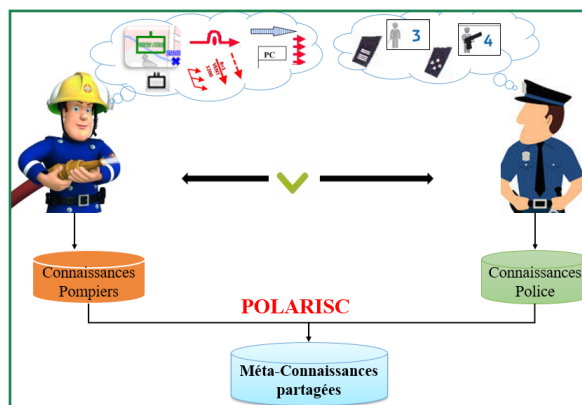 3
4
PC
Connaissances
Pompiers
Connaissances
Police
POLARISC
Méta-Connaissances
partagées